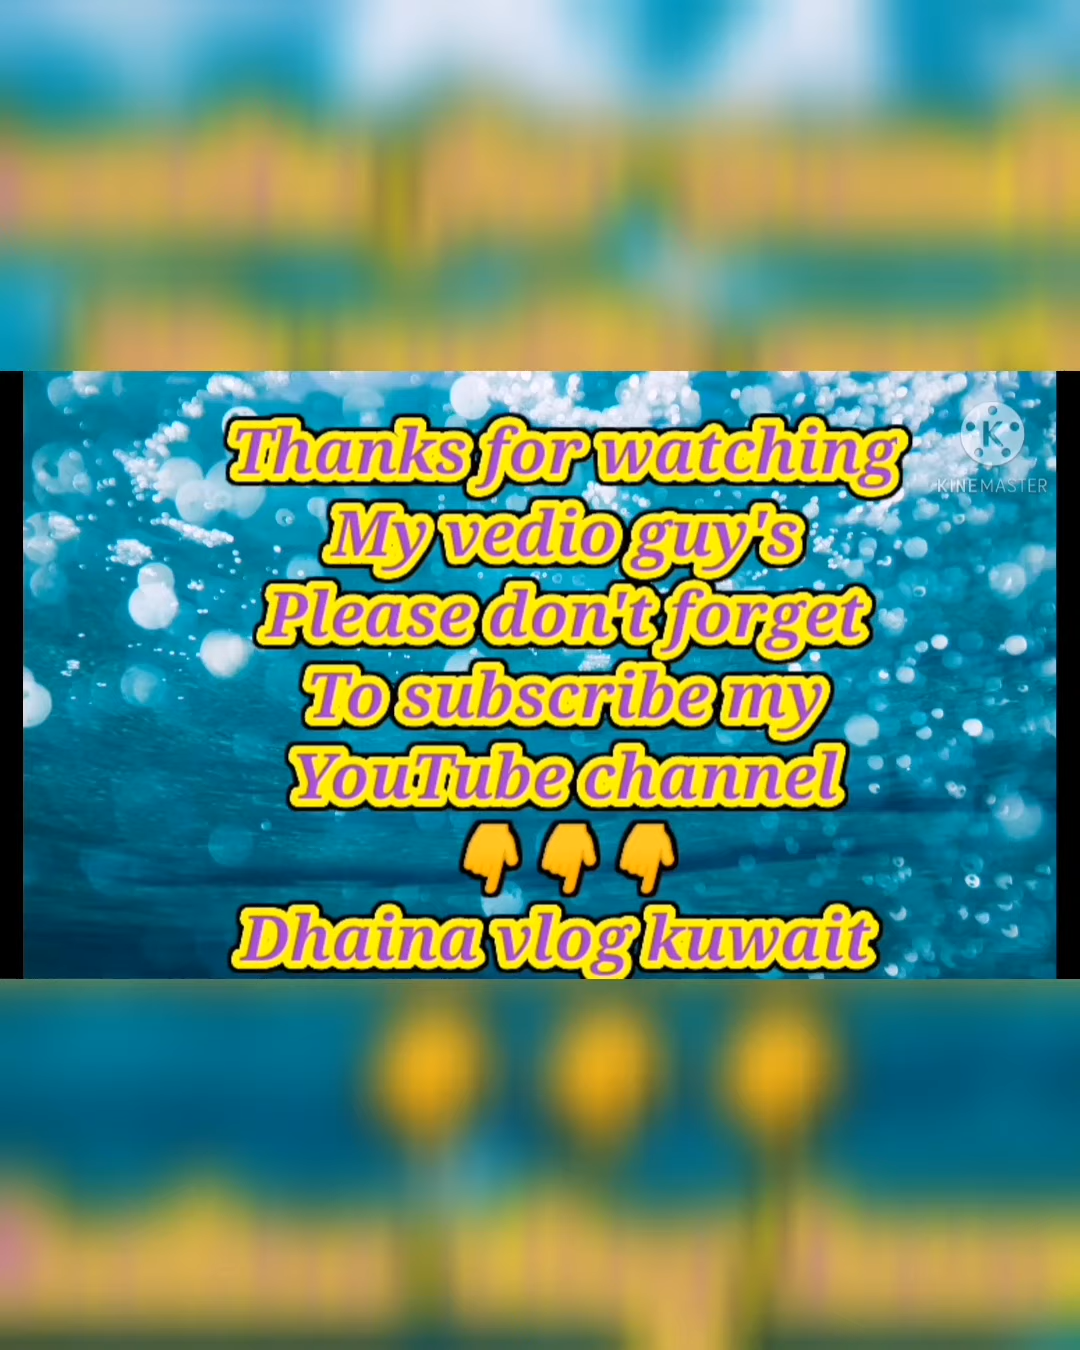 Thanks for watching
My vedio guy's
Please don't forget
To subscribe my
YouTube channel
👇👇👇
Dhaina vlog kuwait
K
KINEMASTER